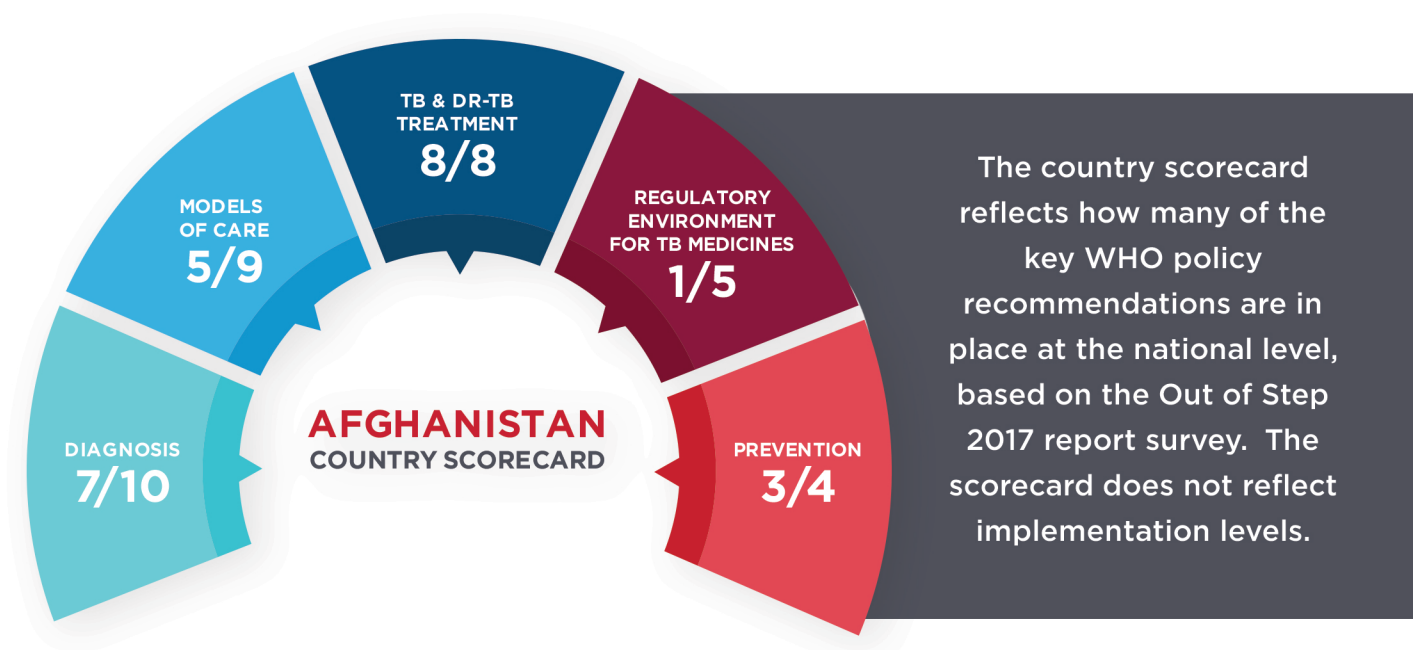 TB & DR-TB
TREATMENT
8/8
MODELS
OF CARE
5/9
REGULATORY
ENVIRONMENT
FOR TB MEDICINES
1/5
DIAGNOSIS
7/10
PREVENTION
3/4
AFGHANISTAN
COUNTRY SCORECARD
The country scorecard
reflects how many of the
key WHO policy
recommendations are in
place at the national level,
based on the Out of Step
2017 report survey.  The
scorecard does not reflect
implementation levels.